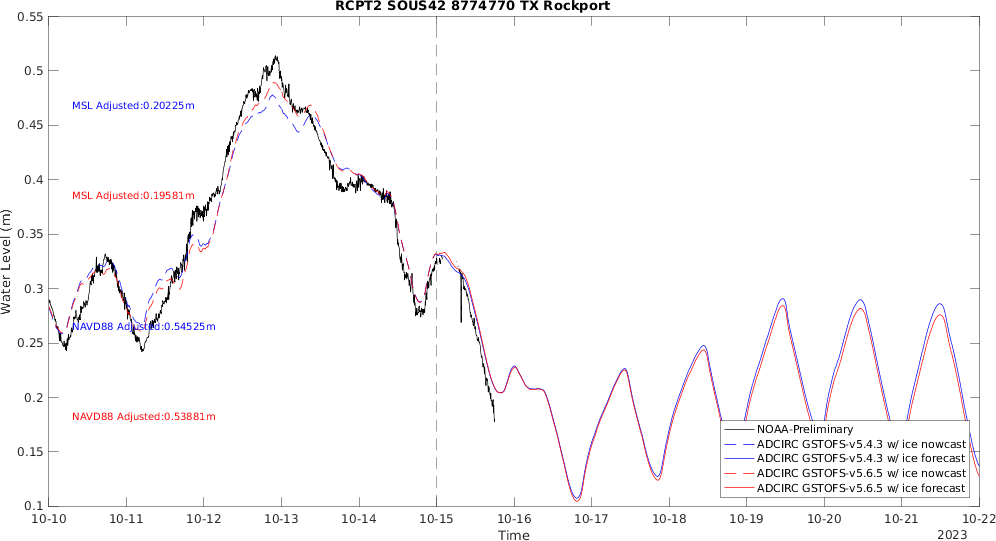 RCPT2 SOUS42 8774770 TX Rockport
0.55
0.5
0.45
0.4
0.35
0.3
0.25
0.2
0.15
0.1
Water Level (m)
MSL Adjusted:0.20225m
MSL Adjusted:0.19581m
NAVD88 Adjusted:0.54525m
NAVD88 Adjusted:0.53881m
NOAA-Preliminary
ADCIRC GSTOFS-v5.4.3 w/ ice nowcast
ADCIRC GSTOFS-v5.4.3 w/ ice forecast
ADCIRC GSTOFS-v5.6.5 w/ ice nowcast
ADCIRC GSTOFS-v5.6.5 w/ ice forecast
10-10 10-11 10-12 10-13 10-14 10-15 10-16 10-17 10-18 10-19 10-20 10-21 10-22
Time
2023